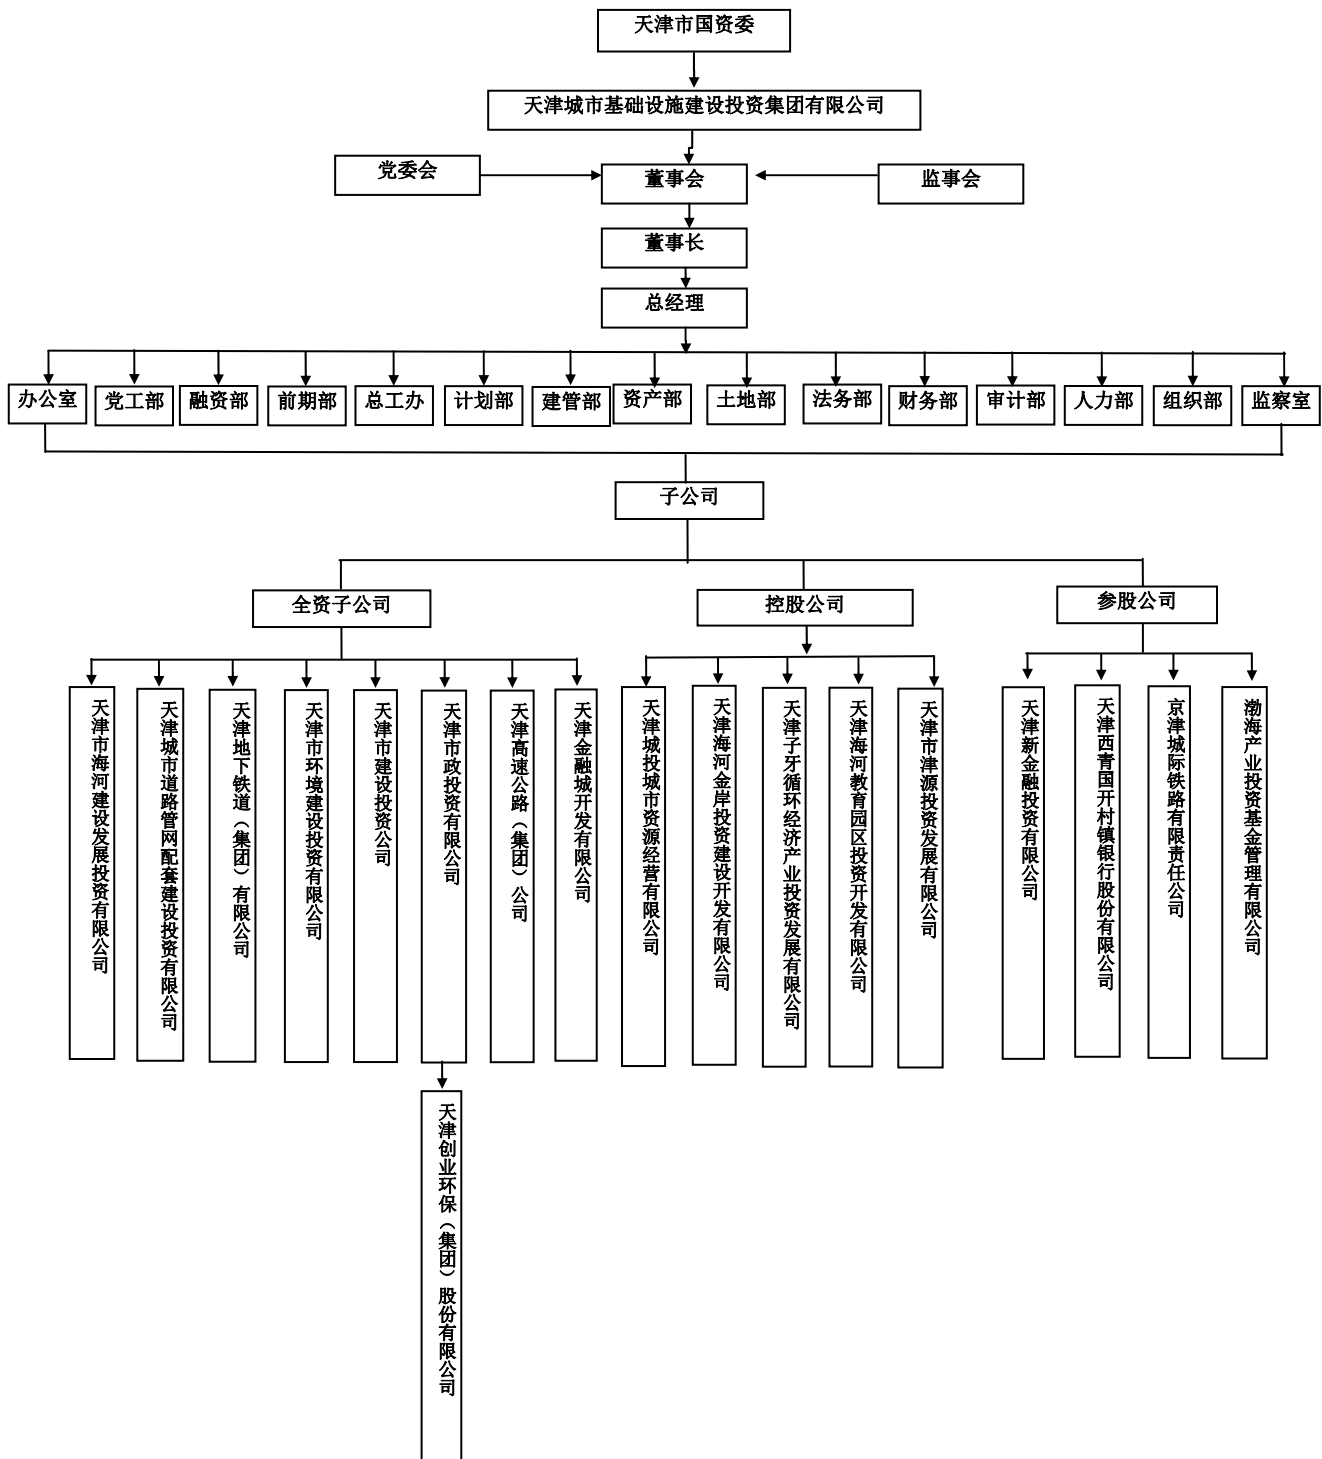 天津市国资委
天津城市基础设施建设投资集团有限公司
党委会
董事会
监事会
董事长
总经理
办公室
党工部
融资部
前期部
总工办
计划部
建管部
资产部
土地部
法务部
财务部
审计部
人力部
组织部
监察室
子公司
全资子公司
控股公司
参股公司
天津市海河建设发展投资有限公司
天津城市道路管网配套建设投资有限公司
天津地下铁道（集团）有限公司
天津市环境建设投资有限公司
天津市建设投资公司
天津市政投资有限公司
天津高速公路（集团）公司
天津金融城开发有限公司
天津城投城市资源经营有限公司
天津海河金岸投资建设开发有限公司
天津子牙循环经济产业投资发展有限公司
天津海河教育园区投资开发有限公司
天津市津源投资发展有限公司
天津新金融投资有限公司
天津西青国开村镇银行股份有限公司
京津城际铁路有限责任公司
渤海产业投资基金管理有限公司
天津创业环保（集团）股份有限公司